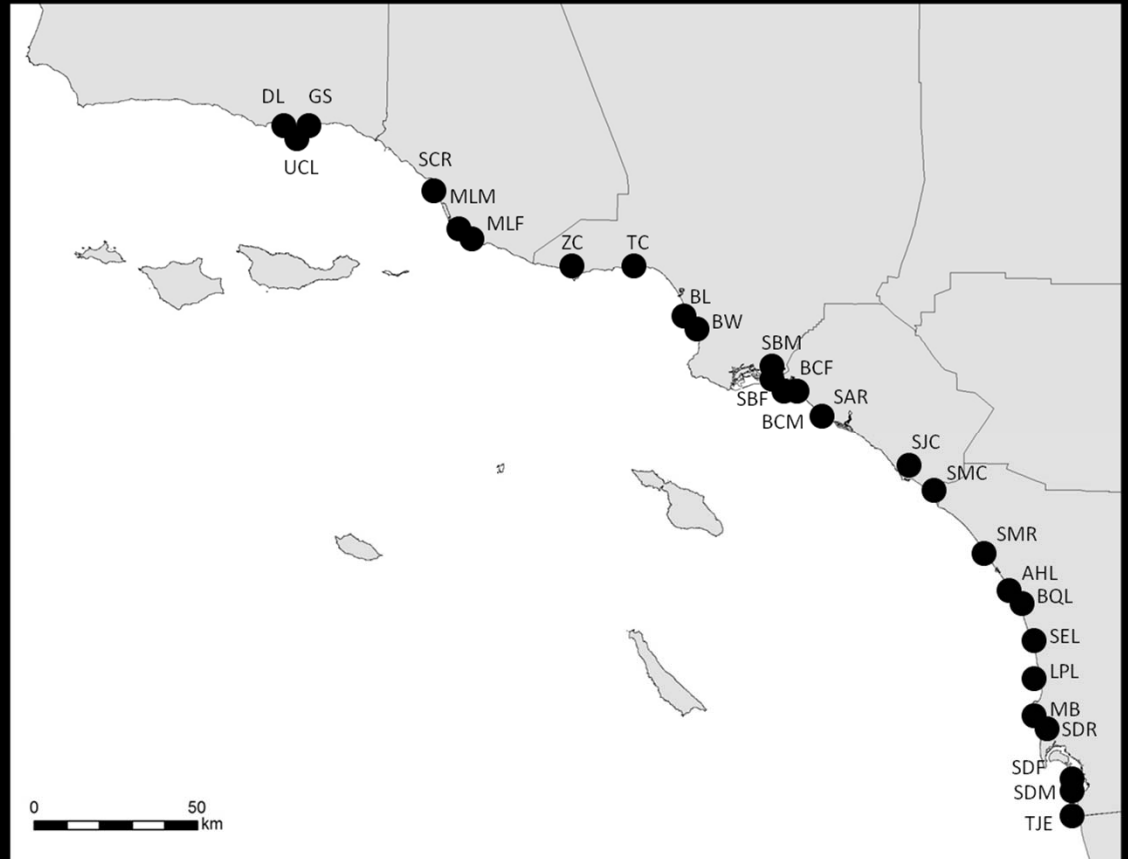 DL GS
UCL
SCR
MLM
MLF
ZC TC
BL
BW
SBM
BCF
SBF
SAR
BCM
SJC
SMC
SMR
AHL
BQL
SEL
LPL
MB
SDR
SDF
SDM
TJE
0 50
km